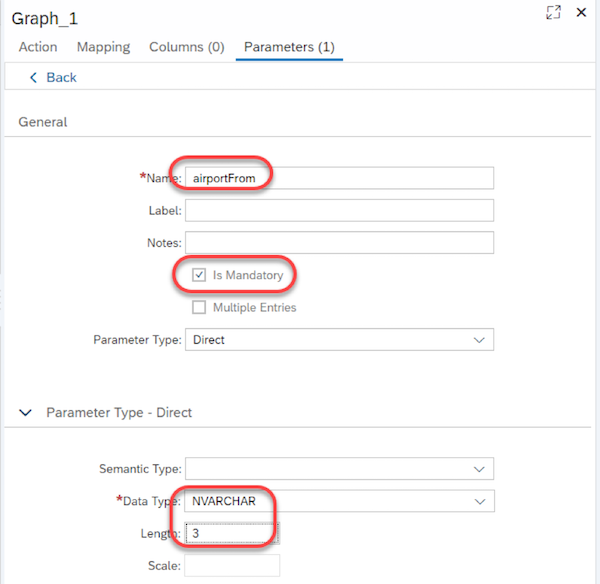 Graph_1
Action Mapping Columns (0) Parameters (1)
Back
General
*Name: airportFrom
Label:
Notes:
Is Mandatory
Multiple Entries
Parameter Type: Direct
Parameter Type - Direct
Semantic Type:
*Data Type: NVARCHAR
Length: 3
Scale: